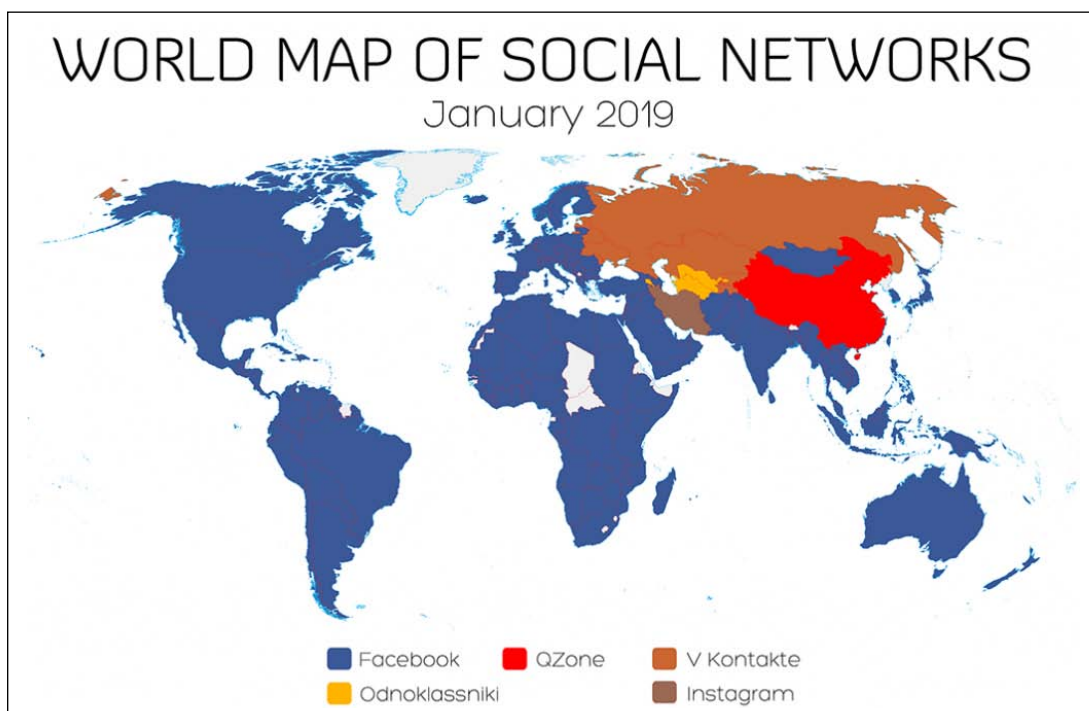 WORLD MAP OF SOCIAL NETWORKS
January 2019
Facebook
QZone
V Kontakte
Odnoklassniki
Instagram